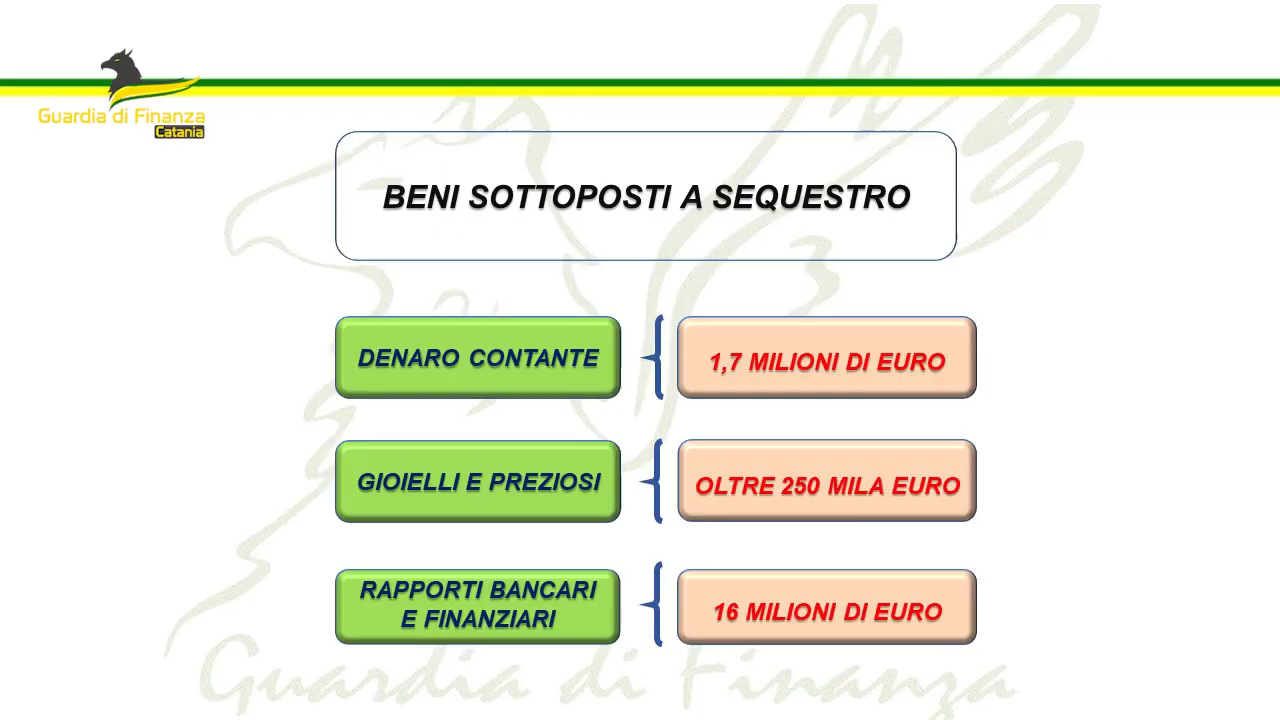 Guardia di Finanza
Catania
BENI SOTTOPOSTI A SEQUESTRO
DENARO CONTANTE
1,7 MILIONI DI EURO
GIOIELLI E PREZIOSI
OLTRE 250 MILA EURO
RAPPORTI BANCARI
E FINANZIARI
16 MILIONI DI EURO
Guardia di Finanza